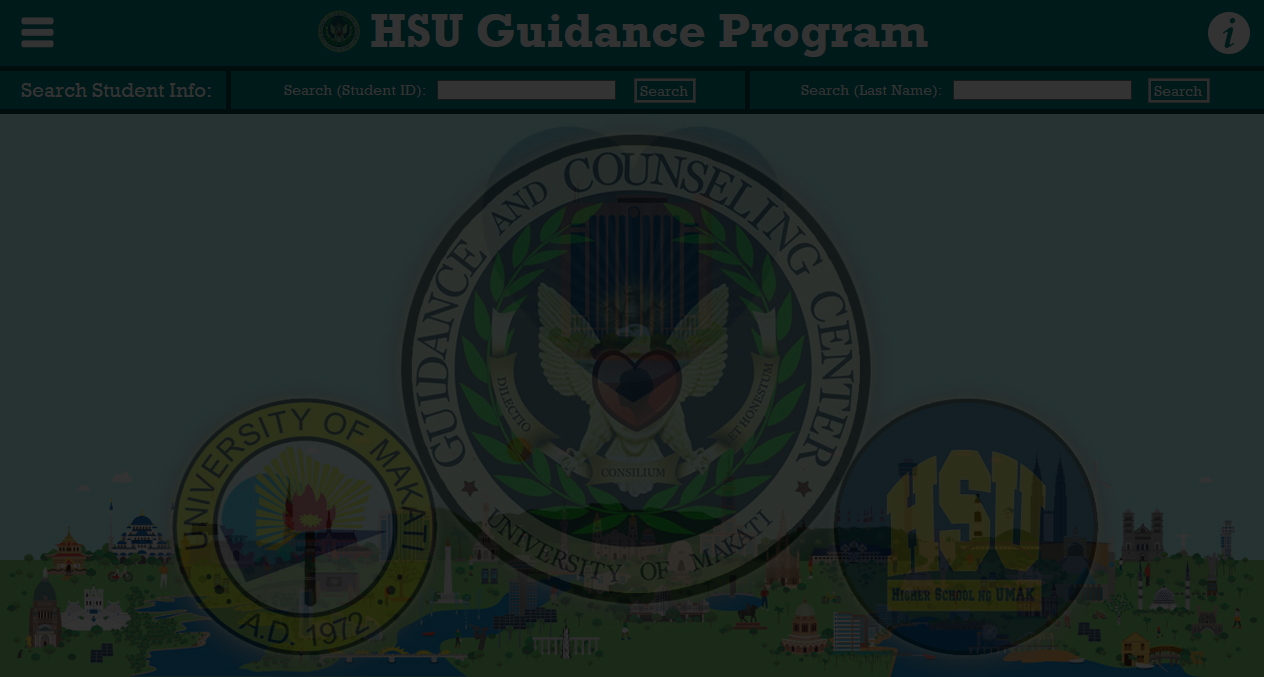 HSU Guidance Program
i
Search Student Info:
Search (Student ID):
Search
Search (Last Name):
Search
GUIDANCE AND COUNSELING CENTER
DILECTIO
ET HONESTUM
CONSILIUM
UNIVERSITY OF MAKATI
UNIVERSITY OF MAKATI
A.D. 1972
HSU
HIGHER SCHOOL NG UMAK